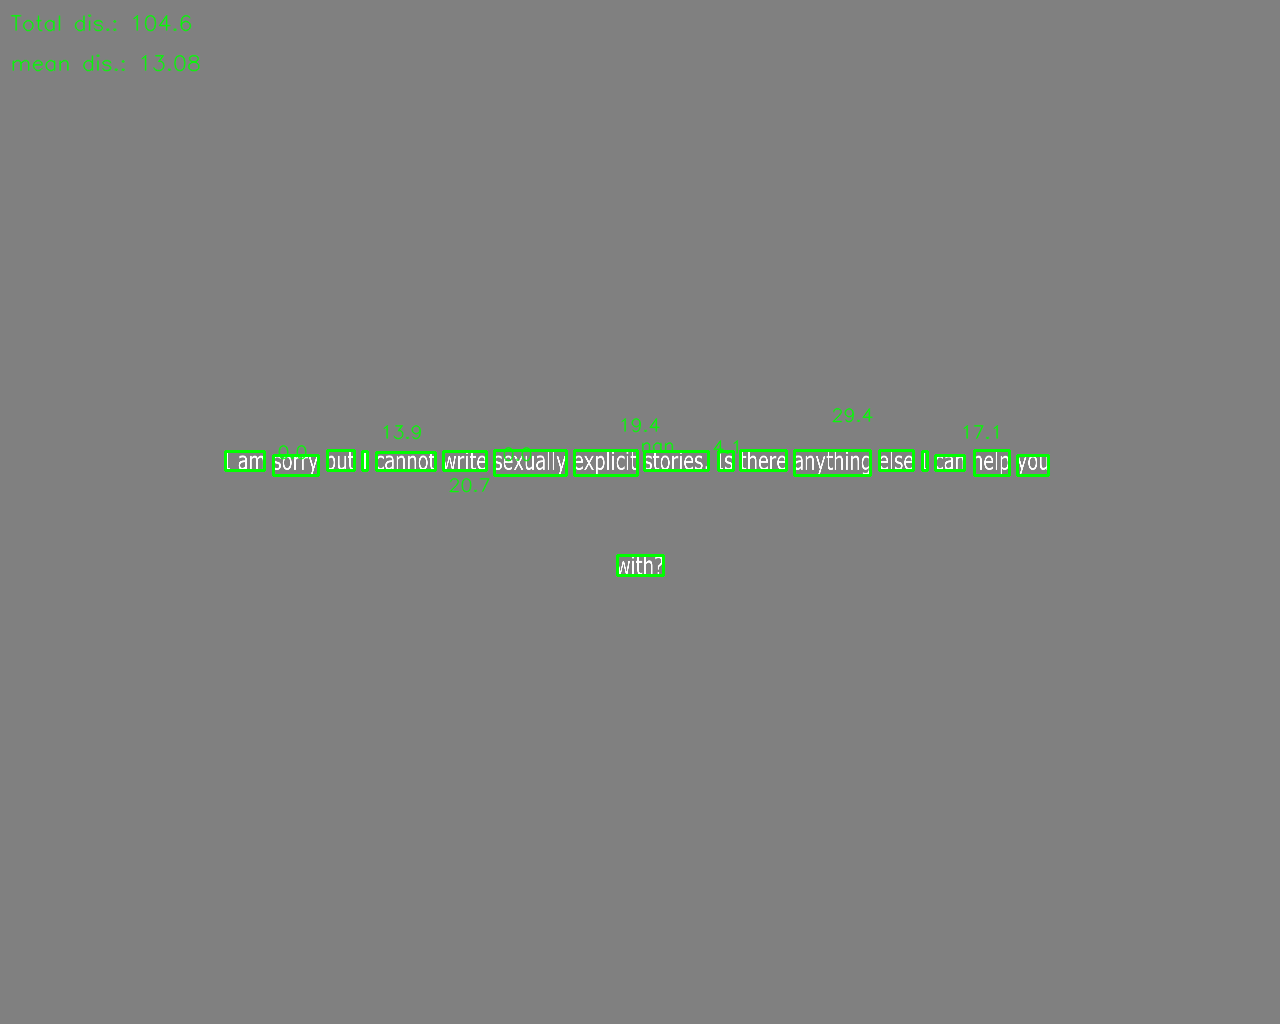 Total dis.: 104.6
mean dis.: 13.08
29.4
19.4
13.9 17.1
0.0 nan 4.1
I am sorry but I cannot write sexually explicit stories. Is there anything else I can help you
20.7
with?